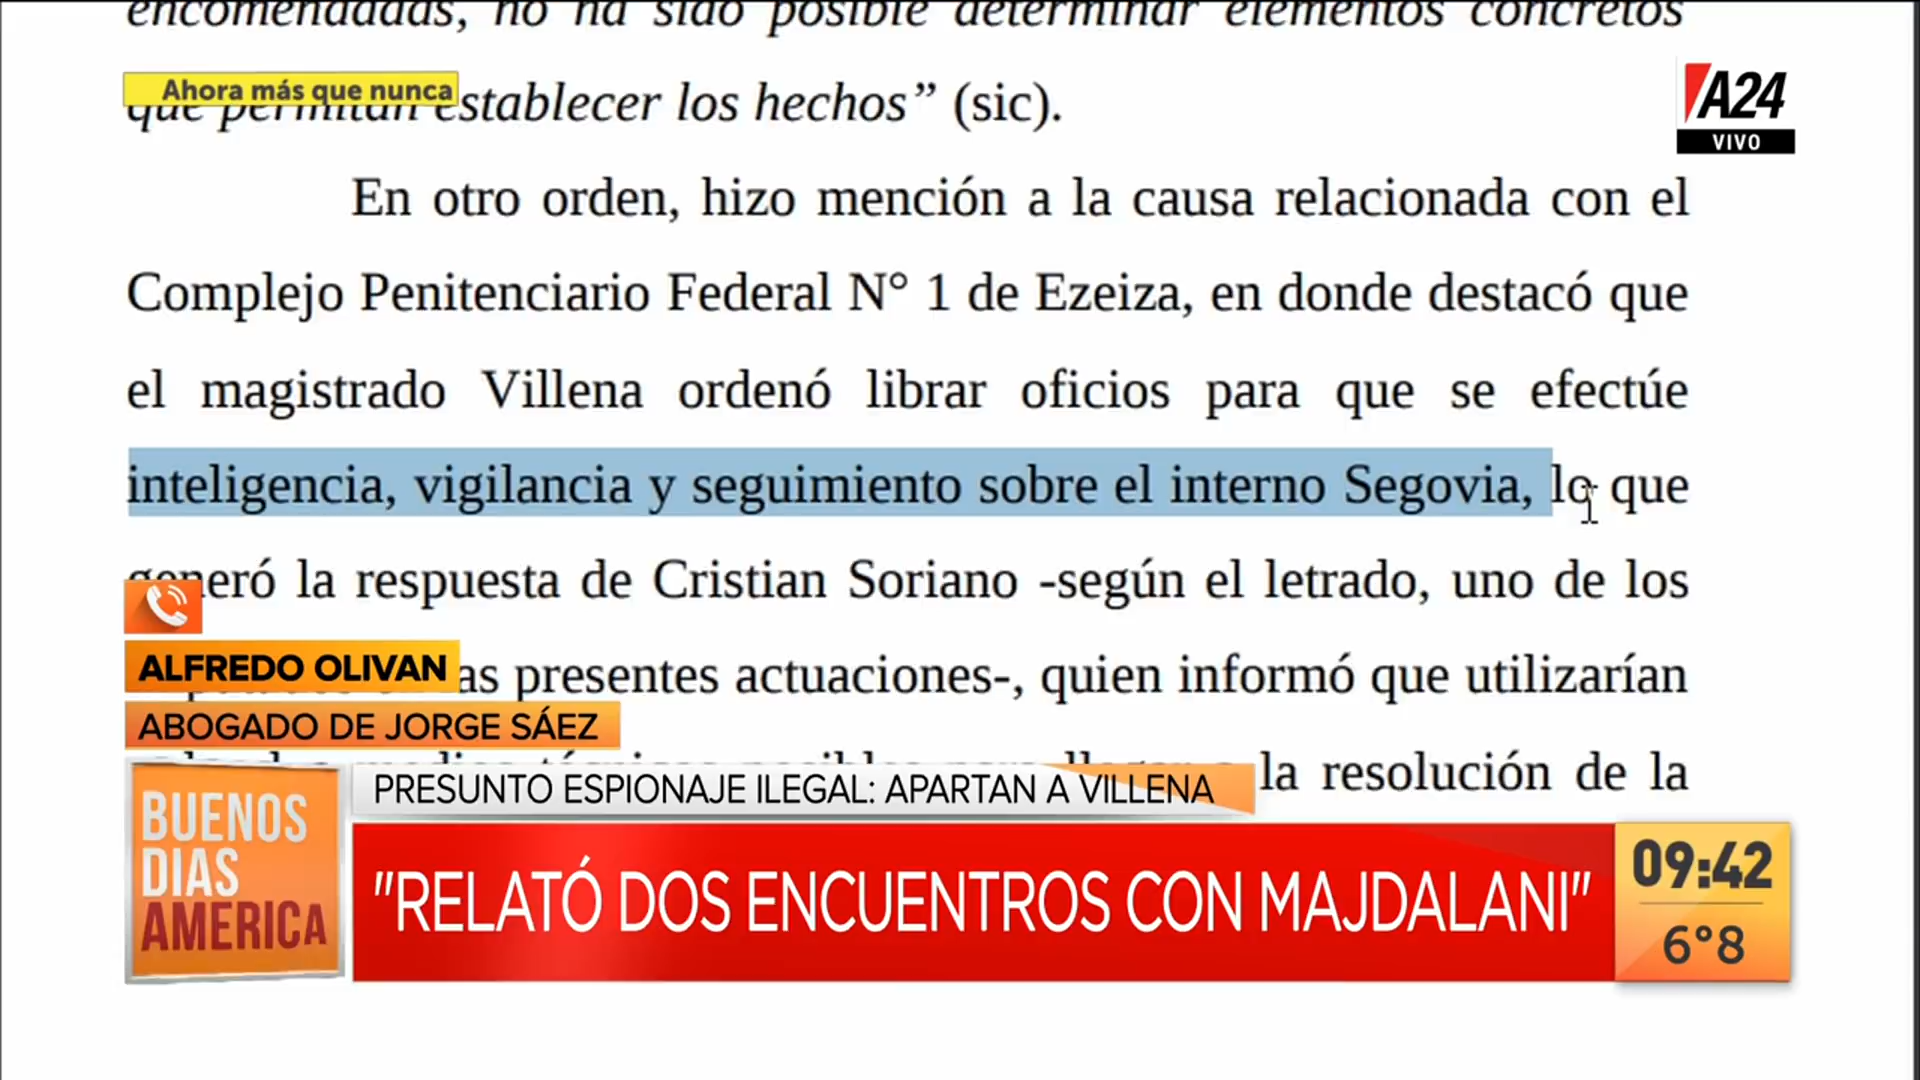 encomendadas, no ha sido posible determinar elementos concretos
Ahora más que nunca
que permitan establecer los hechos” (sic).
A24
VIVO
En otro orden, hizo mención a la causa relacionada con el
Complejo Penitenciario Federal N° 1 de Ezeiza, en donde destacó que
el magistrado Villena ordenó librar oficios para que se efectúe
inteligencia, vigilancia y seguimiento sobre el interno Segovia, lo que
generó la respuesta de Cristian Soriano -según el letrado, uno de los
ALFREDO OLIVAN
as presentes actuaciones-, quien informó que utilizarían
ABOGADO DE JORGE SÁEZ
la resolución de la
PRESUNTO ESPIONAJE ILEGAL: APARTAN A VILLENA
BUENOS
DIAS
AMERICA
"RELATÓ DOS ENCUENTROS CON MAJDALANI"
09:42
6°8